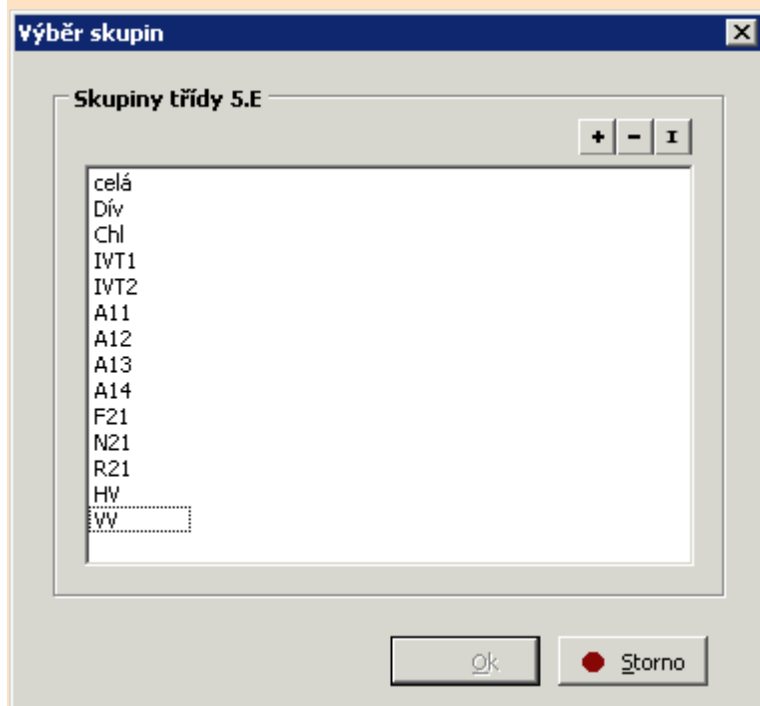 Výběr skupin
Skupiny třídy 5.E
+ - I
celá
Dív
Chl
IVT1
IVT2
A11
A12
A13
A14
F21
N21
R21
HV
VV
Ok
Storno